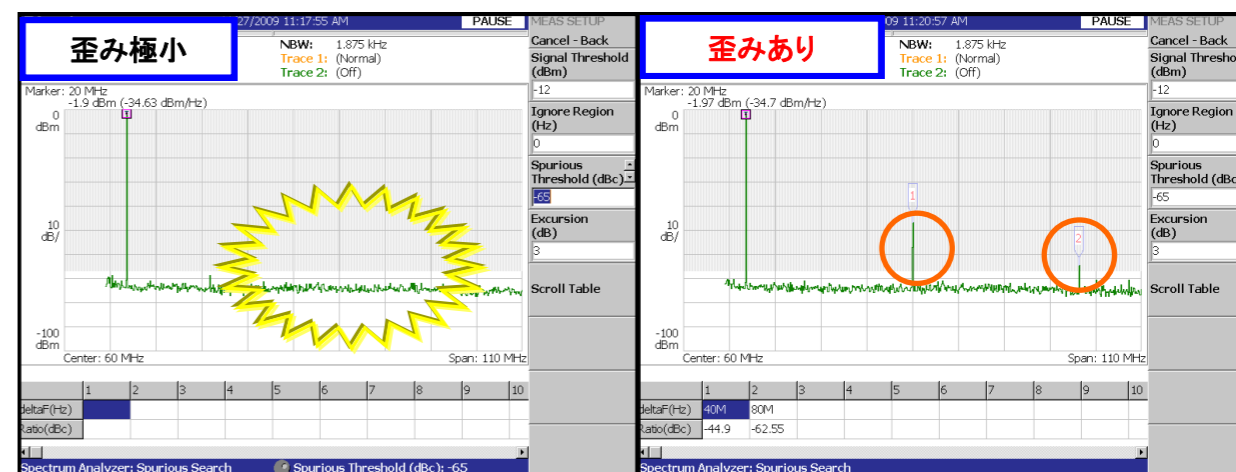 歪み極小
27/2009 11:17:55 AM
PAUSE
NBW: 1.875 kHz
Trace 1: (Normal)
Trace 2: (Off)
Marker: 20 MHz
-1.9 dBm (-34.63 dBm/Hz)
0
dBm
10
dB/
-100
dBm
Center: 60 MHz
Span: 110 MHz
1 2 3 4 5 6 7 8 9 10
deltaF(Hz)
Ratio(dBc)
Spectrum Analyzer: Spurious Search
Spurious Threshold (dBc): -65
MEAS SETUP
Cancel - Back
Signal Threshold
(dBm)
-12
Ignore Region
(Hz)
0
Spurious
Threshold (dBc)
-65
Excursion
(dB)
3
Scroll Table
歪みあり
09 11:20:57 AM
PAUSE
NBW: 1.875 kHz
Trace 1: (Normal)
Trace 2: (Off)
Marker: 20 MHz
-1.97 dBm (-34.7 dBm/Hz)
0
dBm
1
2
10
dB/
-100
dBm
Center: 60 MHz
Span: 110 MHz
1 2 3 4 5 6 7 8 9 10
deltaF(Hz) 40M 80M
Ratio(dBc) -44.9 -62.55
Spectrum Analyzer: Spurious Search
MEAS SETUP
Cancel - Back
Signal Thresho
(dBm)
-12
Ignore Region
(Hz)
0
Spurious
Threshold (dBc
-65
Excursion
(dB)
3
Scroll Table